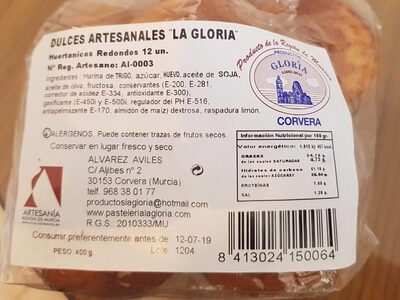 DULCES ARTESANALES "LA GLORIA"
Huertanicos Redondos 12 un.
Nº Reg. Artesano: AI-0003
Ingredientes: Harina de TRIGO, azúcar, HUEVO, aceite de SOJA,
aceite de oliva, fructosa, conservantes (E-200, E-281,
corrector de acidez E-334, antioxidante E-300),
gasificante (E-450i y E-500ii, regulador del PH E-516,
antiapelmazante E-170, almidón de maíz) dextrosa, raspadura limón.
Producto de la Región de Murcia
GLORIA
CORVERA
ALÉRGENOS: Puede contener trazas de frutos secos.
Conservar en lugar fresco y seco
Información Nutricional por 100 gr.
Valor energético:
GRASAS
de las cuales SATURADAS
Hidratos de carbono
de los cuales AZÚCARES
PROTEÍNAS
SAL
ALVAREZ AVILES
C/ Aljibes nº 2
30153 Corvera (Murcia)
telf. 968 38 01 77
productoslagloria@hotmail.com
www.pastelerialagloria.com
R.G.S.: 2010333/MU
ARTESANÍA
REGIÓN DE MURCIA
Consumir preferentemente antes de: 12-07-19
PESO: 400 g.
Lote: 1204
8 413024 150064